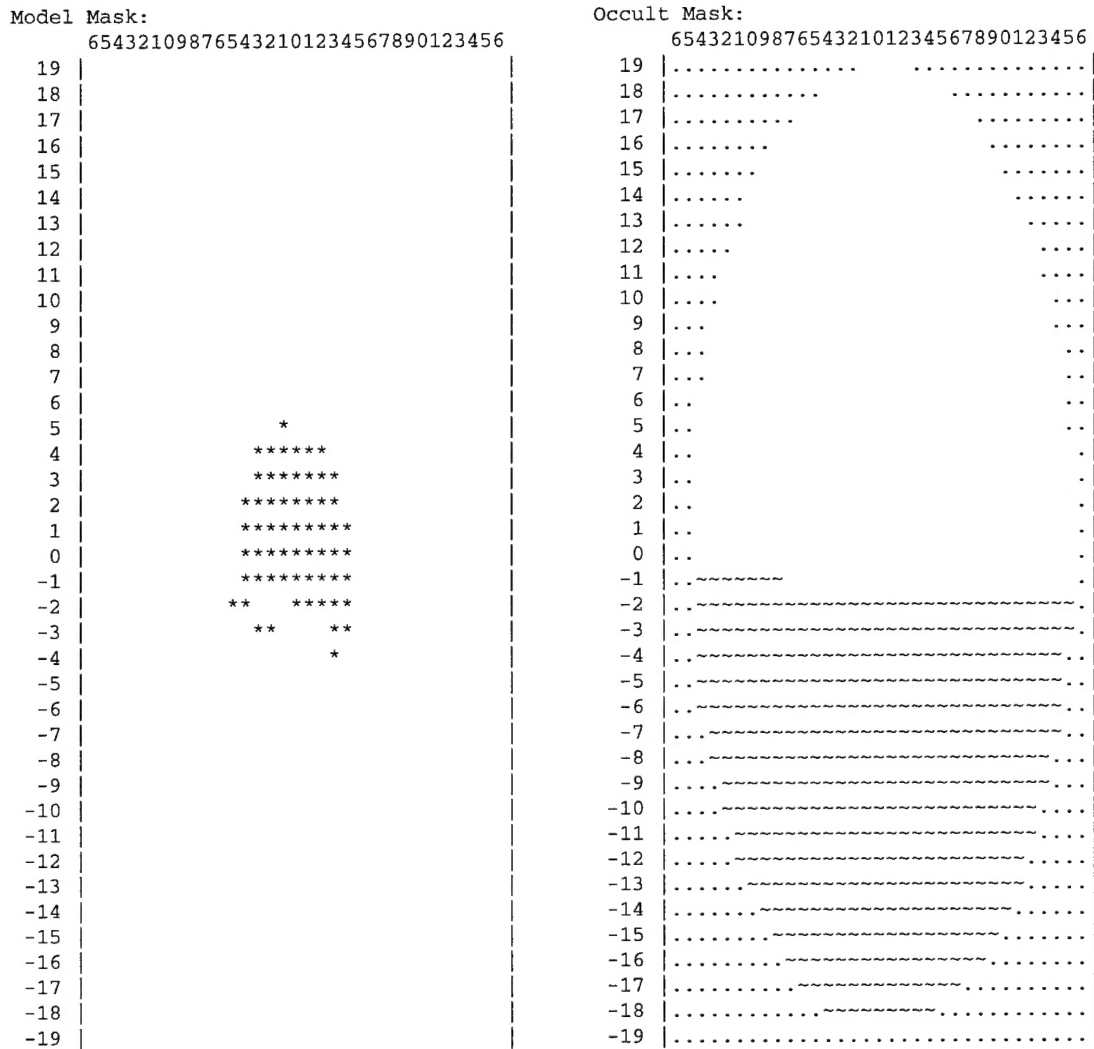 Model Mask:
      654321098765432101234567890123456
 19  |                                 |
 18  |                                 |
 17  |                                 |
 16  |                                 |
 15  |                                 |
 14  |                                 |
 13  |                                 |
 12  |                                 |
 11  |                                 |
 10  |                                 |
  9  |                                 |
  8  |                                 |
  7  |                                 |
  6  |                                 |
  5  |               *                 |
  4  |             ******              |
  3  |             *******             |
  2  |            ********             |
  1  |            *********            |
  0  |            *********            |
 -1  |            *********            |
 -2  |           **   *****            |
 -3  |             **    **            |
 -4  |                   *             |
 -5  |                                 |
 -6  |                                 |
 -7  |                                 |
 -8  |                                 |
 -9  |                                 |
-10  |                                 |
-11  |                                 |
-12  |                                 |
-13  |                                 |
-14  |                                 |
-15  |                                 |
-16  |                                 |
-17  |                                 |
-18  |                                 |
-19  |                                 |
Occult Mask:
      654321098765432101234567890123456
 19  |...............    ..............|
 18  |............          ...........|
 17  |..........              .........|
 16  |........                 ........|
 15  |.......                   .......|
 14  |......                     ......|
 13  |......                      .....|
 12  |.....                        ....|
 11  |....                         ....|
 10  |....                          ...|
  9  |...                           ...|
  8  |...                            ..|
  7  |...                            ..|
  6  |..                             ..|
  5  |..                             ..|
  4  |..                              .|
  3  |..                              .|
  2  |..                              .|
  1  |..                              .|
  0  |..                              .|
 -1  |..~~~~~~~                       .|
 -2  |..~~~~~~~~~~~~~~~~~~~~~~~~~~~~~~.|
 -3  |..~~~~~~~~~~~~~~~~~~~~~~~~~~~~~~.|
 -4  |..~~~~~~~~~~~~~~~~~~~~~~~~~~~~~..|
 -5  |..~~~~~~~~~~~~~~~~~~~~~~~~~~~~~..|
 -6  |..~~~~~~~~~~~~~~~~~~~~~~~~~~~~~..|
 -7  |...~~~~~~~~~~~~~~~~~~~~~~~~~~~~..|
 -8  |...~~~~~~~~~~~~~~~~~~~~~~~~~~~...|
 -9  |....~~~~~~~~~~~~~~~~~~~~~~~~~~...|
-10  |....~~~~~~~~~~~~~~~~~~~~~~~~~....|
-11  |.....~~~~~~~~~~~~~~~~~~~~~~~~....|
-12  |.....~~~~~~~~~~~~~~~~~~~~~~~.....|
-13  |......~~~~~~~~~~~~~~~~~~~~~~.....|
-14  |.......~~~~~~~~~~~~~~~~~~~~......|
-15  |........~~~~~~~~~~~~~~~~~~.......|
-16  |.........~~~~~~~~~~~~~~~~........|
-17  |..........~~~~~~~~~~~~~..........|
-18  |............~~~~~~~~~............|
-19  |.................................|